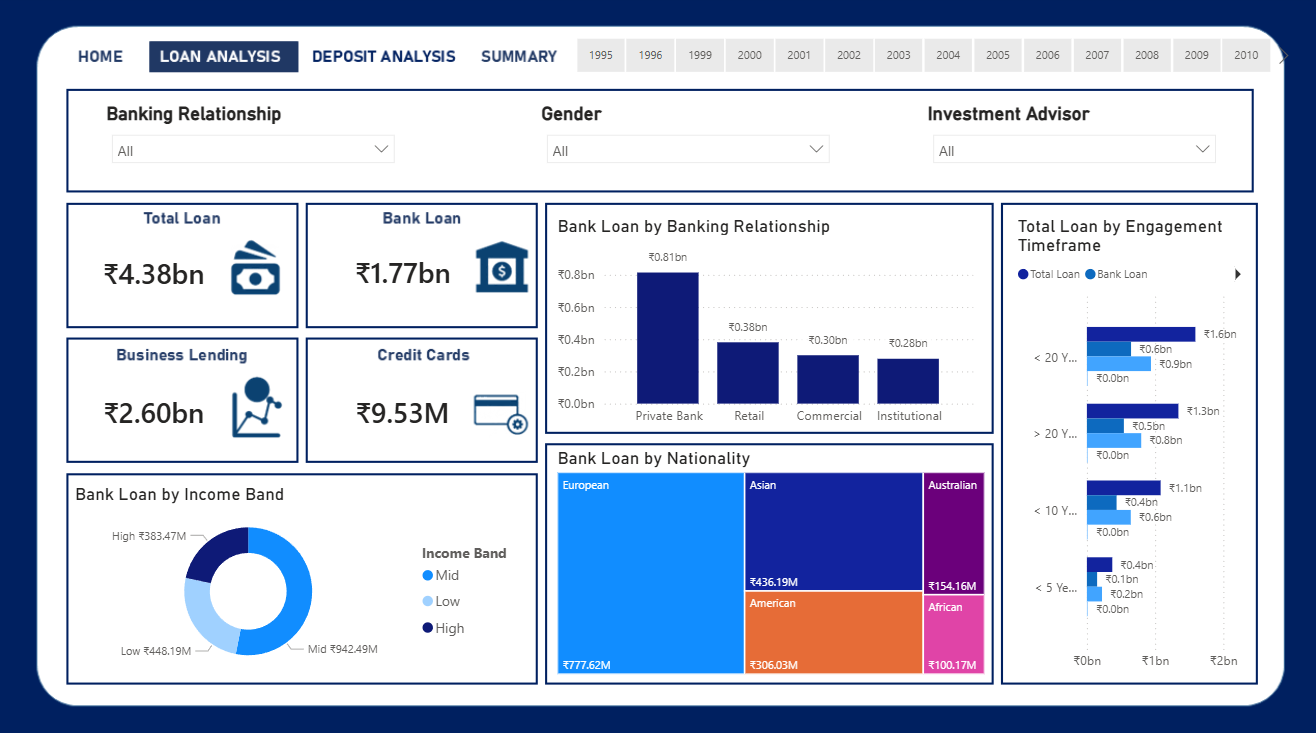 HOME LOAN ANALYSIS DEPOSIT ANALYSIS SUMMARY 1995 1996 1999 2000 2001 2002 2003 2004 2005 2006 2007 2008 2009 2010
Banking Relationship
All
Gender
All
Investment Advisor
All
Total Loan
₹4.38bn
Bank Loan
₹1.77bn
Business Lending
₹2.60bn
Credit Cards
₹9.53M
Bank Loan by Income Band
High ₹383.47M
Low ₹448.19M
Mid ₹942.49M
Income Band
Mid
Low
High
Bank Loan by Banking Relationship
₹0.8bn
₹0.6bn
₹0.4bn
₹0.2bn
₹0.0bn
₹0.81bn
₹0.38bn
₹0.30bn
₹0.28bn
Private Bank Retail Commercial Institutional
Bank Loan by Nationality
European
₹777.62M
Asian
₹436.19M
American
₹306.03M
Australian
₹154.16M
African
₹100.17M
Total Loan by Engagement
Timeframe
Total Loan Bank Loan
< 20 Y...
₹1.6bn
₹0.6bn
₹0.9bn
₹0.0bn
> 20 Y...
₹1.3bn
₹0.5bn
₹0.8bn
₹0.0bn
< 10 Y...
₹1.1bn
₹0.4bn
₹0.6bn
₹0.0bn
< 5 Ye...
₹0.4bn
₹0.1bn
₹0.2bn
₹0.0bn
₹0bn ₹1bn ₹2bn